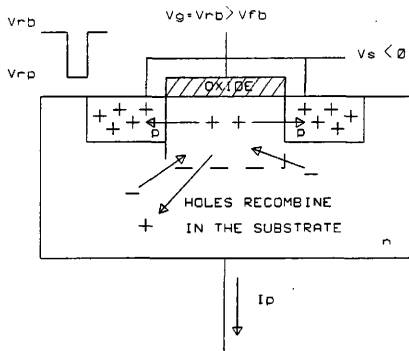 Vrb
Vrp
Vg=Vrb> Vfb
Vs <0
OXIDE
p
p
HOLES RECOMBINE
IN THE SUBSTRATE
n
Ip